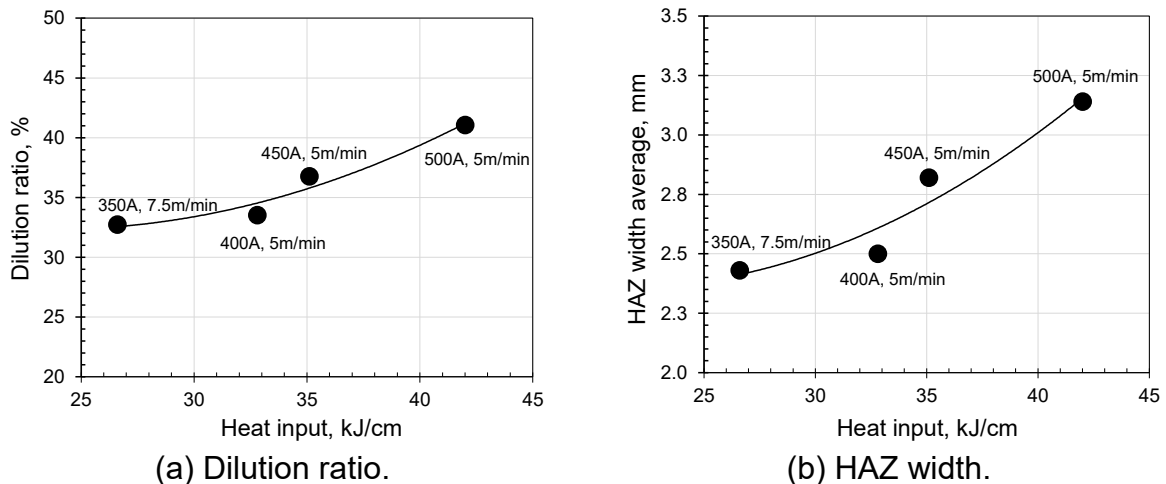 50
45
40
35
30
25
20
25
30
35
40
45
Dilution ratio, %
Heat input, kJ/cm
350A, 7.5m/min
400A, 5m/min
450A, 5m/min
500A, 5m/min
(a) Dilution ratio.
3.5
3.3
3.0
2.8
2.5
2.3
2.0
25
30
35
40
45
HAZ width average, mm
Heat input, kJ/cm
350A, 7.5m/min
400A, 5m/min
450A, 5m/min
500A, 5m/min
(b) HAZ width.